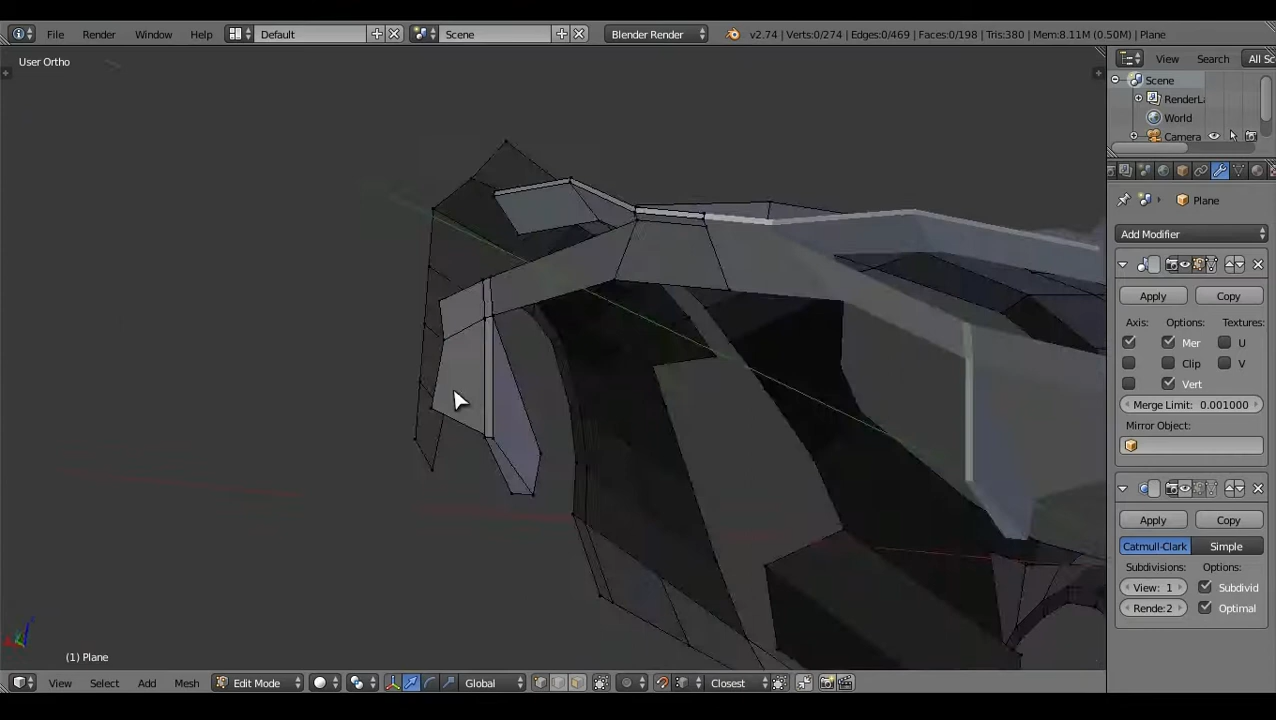 File Render Window Help Default Scene Blender Render v2.74 | Verts:0/274 | Edges:0/469 | Faces:0/198 | Tris:380 | Mem:8.11M (0.50M) | Plane
User Ortho
View Search All Sc
Scene
RenderLa
World
Camera
Plane
Add Modifier
Apply Copy
Axis: Options: Textures:
Mer U
Clip V
Vert
Merge Limit: 0.001000
Mirror Object:
Apply Copy
Catmull-Clark Simple
Subdivisions: Options:
View: 1 Subdivid
Rende:2 Optimal
(1) Plane
View Select Add Mesh Edit Mode Global Closest